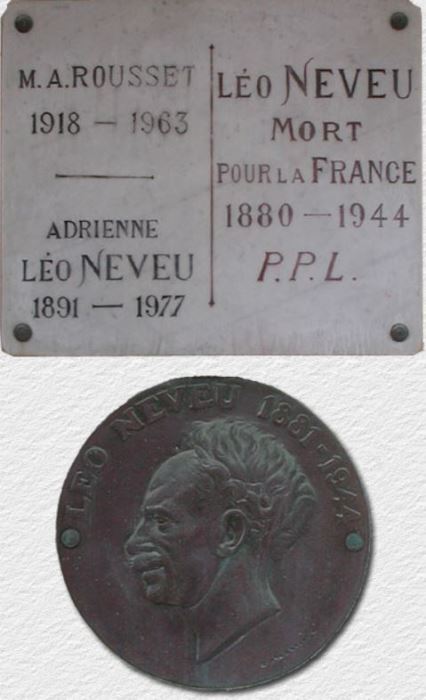 M.A.ROUSSET
1918 — 1963
ADRIENNE
LÉO NEVEU
1891 — 1977
LÉO NEVEU
MORT
POUR LA FRANCE
1880 — 1944
P.P.L.
LEO NEVEU 1881-1944